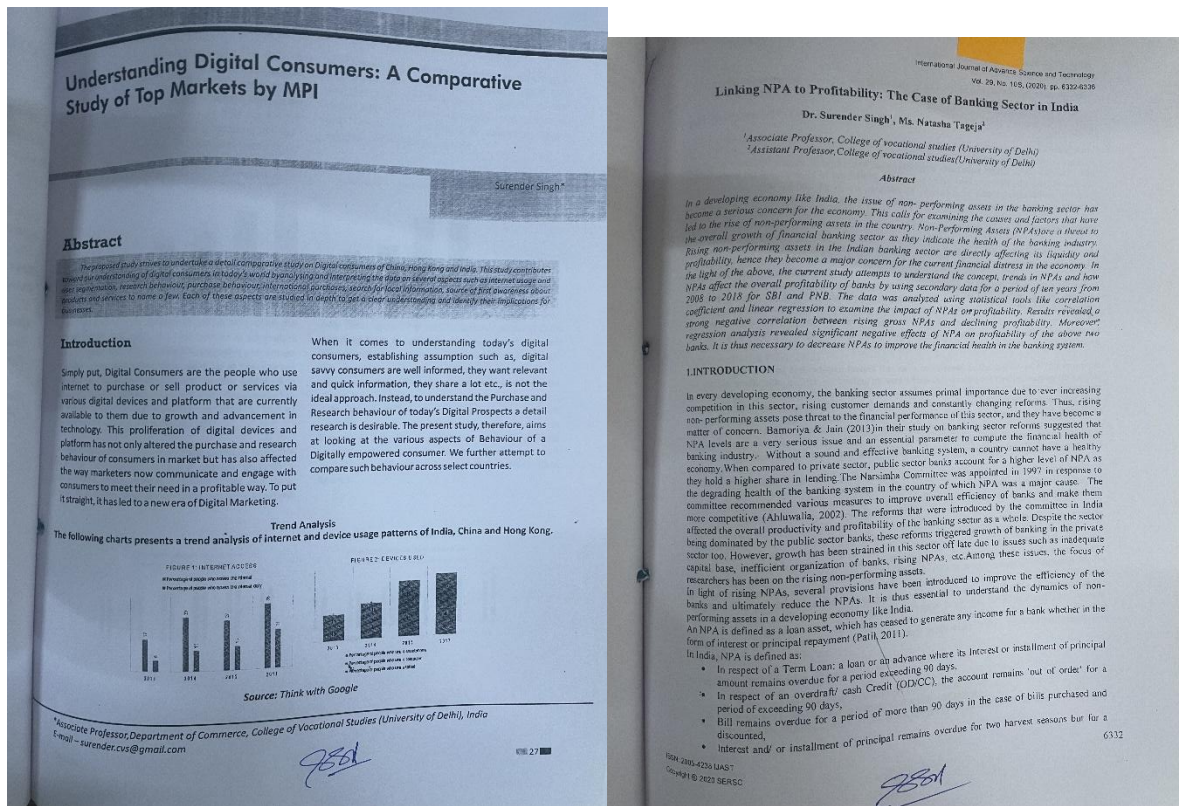 Understanding Digital Consumers: A Comparative
Study of Top Markets by MPI
Surender Singh*
Abstract
The proposed study strives to undertake a detail comparative study on Digital consumers of China, Hong Kong and India. This study contributes
toward our understanding of digital consumers in today's world by analysing and interpreting the data on several aspects such as internet usage and
user implementation, research behaviour, purchase behaviour, international purchases, search for local information, source of first awareness about
products and services to name a few. Each of these aspects are studied in depth to get a clear understanding and identify their implications for
businesses.
Introduction
Simply put, Digital Consumers are the people who use
internet to purchase or sell product or services via
various digital devices and platform that are currently
available to them due to growth and advancement in
technology. This proliferation of digital devices and
platform has not only altered the purchase and research
behaviour of consumers in market but has also affected
the way marketers now communicate and engage with
consumers to meet their need in a profitable way. To put
it straight, it has led to a new era of Digital Marketing.
When it comes to understanding today's digital
consumers, establishing assumption such as, digital
savvy consumers are well informed, they want relevant
and quick information, they share a lot etc., is not the
ideal approach. Instead, to understand the Purchase and
Research behaviour of today's Digital Prospects a detail
research is desirable. The present study, therefore, aims
at looking at the various aspects of Behaviour of a
Digitally empowered consumer. We further attempt to
compare such behaviour across select countries.
Trend Analysis
The following charts presents a trend analysis of internet and device usage patterns of India, China and Hong Kong.
FIGURE 1: INTERNET ACCESS
FIGURE 2: DEVICES USED
Source: Think with Google
*Associate Professor, Department of Commerce, College of Vocational Studies (University of Delhi), India
E-mail – surender.cvs@gmail.com
27
International Journal of Advance Science and Technology
Vol. 29, No. 10S, (2020), pp. 6332-6336
Linking NPA to Profitability: The Case of Banking Sector in India
Dr. Surender Singh¹, Ms. Natasha Tageja²
¹Associate Professor, College of vocational studies (University of Delhi)
²Assistant Professor, College of vocational studies(University of Delhi)
Abstract
In a developing economy like India, the issue of non- performing assets in the banking sector has
become a serious concern for the economy. This calls for examining the causes and factors that have
led to the rise of non-performing assets in the country. Non-Performing Assets (NPAs)are a threat to
the overall growth of financial banking sector as they indicate the health of the banking industry.
Rising non-performing assets in the Indian banking sector are directly affecting its liquidity and
profitability, hence they become a major concern for the current financial distress in the economy. In
the light of the above, the current study attempts to understand the concept, trends in NPAs and how
NPAs affect the overall profitability of banks by using secondary data for a period of ten years from
2008 to 2018 for SBI and PNB. The data was analyzed using statistical tools like correlation
coefficient and linear regression to examine the impact of NPAs on profitability. Results revealed a
strong negative correlation between rising gross NPAs and declining profitability. Moreover,
regression analysis revealed significant negative effects of NPA on profitability of the above two
banks. It is thus necessary to decrease NPAs to improve the financial health in the banking system.
1.INTRODUCTION
In every developing economy, the banking sector assumes primal importance due to ever increasing
competition in this sector, rising customer demands and constantly changing reforms. Thus, rising
non- performing assets pose threat to the financial performance of this sector, and they have become a
matter of concern. Bamoriya & Jain (2013)in their study on banking sector reforms suggested that
NPA levels are a very serious issue and an essential parameter to compute the financial health of
banking industry. Without a sound and effective banking system, a country cannot have a healthy
economy. When compared to private sector, public sector banks account for a higher level of NPA as
they hold a higher share in lending. The Narsimha Committee was appointed in 1997 in response to
the degrading health of the banking system in the country of which NPA was a major cause. The
committee recommended various measures to improve overall efficiency of banks and make them
more competitive (Ahluwalia, 2002). The reforms that were introduced by the committee in India
affected the overall productivity and profitability of the banking sector as a whole. Despite the sector
being dominated by the public sector banks, these reforms triggered growth of banking in the private
sector too. However, growth has been strained in this sector off late due to issues such as inadequate
capital base, inefficient organization of banks, rising NPAs, etc.Among these issues, the focus of
researchers has been on the rising non-performing assets.
In light of rising NPAs, several provisions have been introduced to improve the efficiency of the
banks and ultimately reduce the NPAs. It is thus essential to understand the dynamics of non-
performing assets in a developing economy like India.
An NPA is defined as a loan asset, which has ceased to generate any income for a bank whether in the
form of interest or principal repayment (Patil, 2011).
In India, NPA is defined as:
• In respect of a Term Loan: a loan or an advance where its Interest or installment of principal
amount remains overdue for a period exceeding 90 days,
• In respect of an overdraft/ cash Credit (OD/CC), the account remains 'out of order' for a
period of exceeding 90 days,
• Bill remains overdue for a period of more than 90 days in the case of bills purchased and
discounted,
• Interest and/ or installment of principal remains overdue for two harvest seasons but for a
6332
ISSN: 2005-4238 IJAST
Copyright © 2020 SERSC